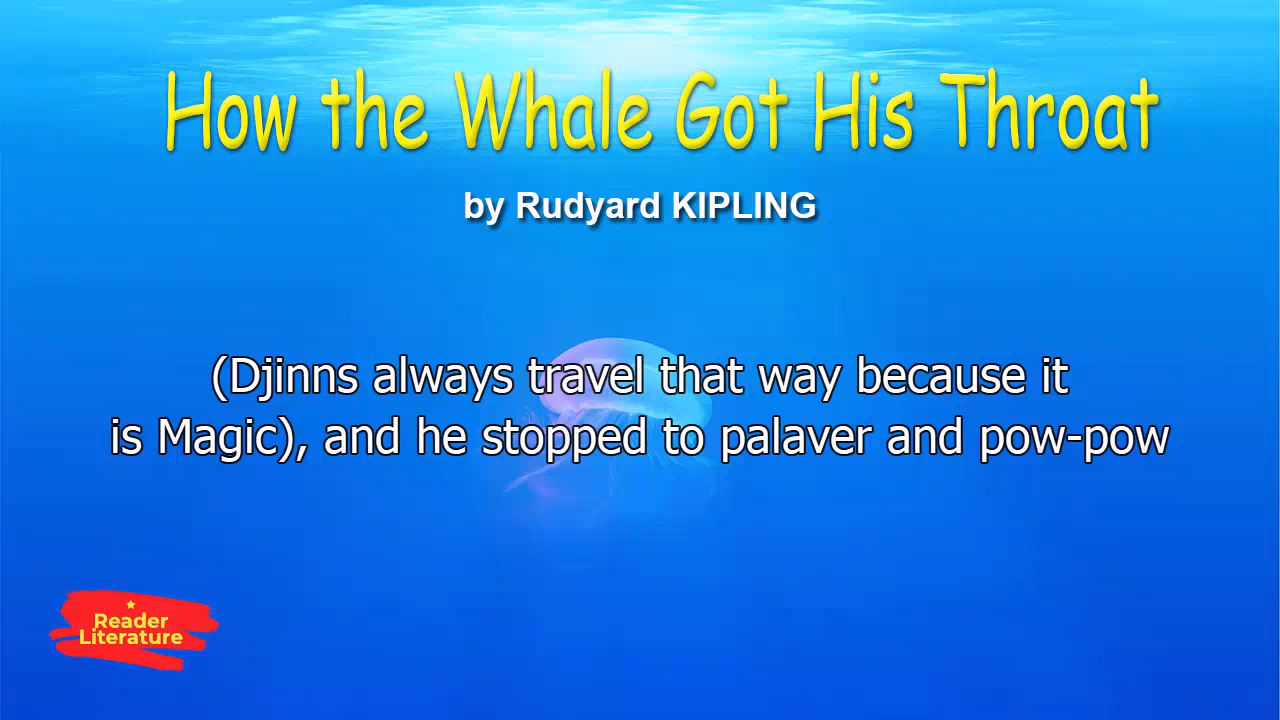 How the Whale Got His Throat
by Rudyard KIPLING
(Djinns always travel that way because it
is Magic), and he stopped to palaver and pow-pow
Reader
Literature